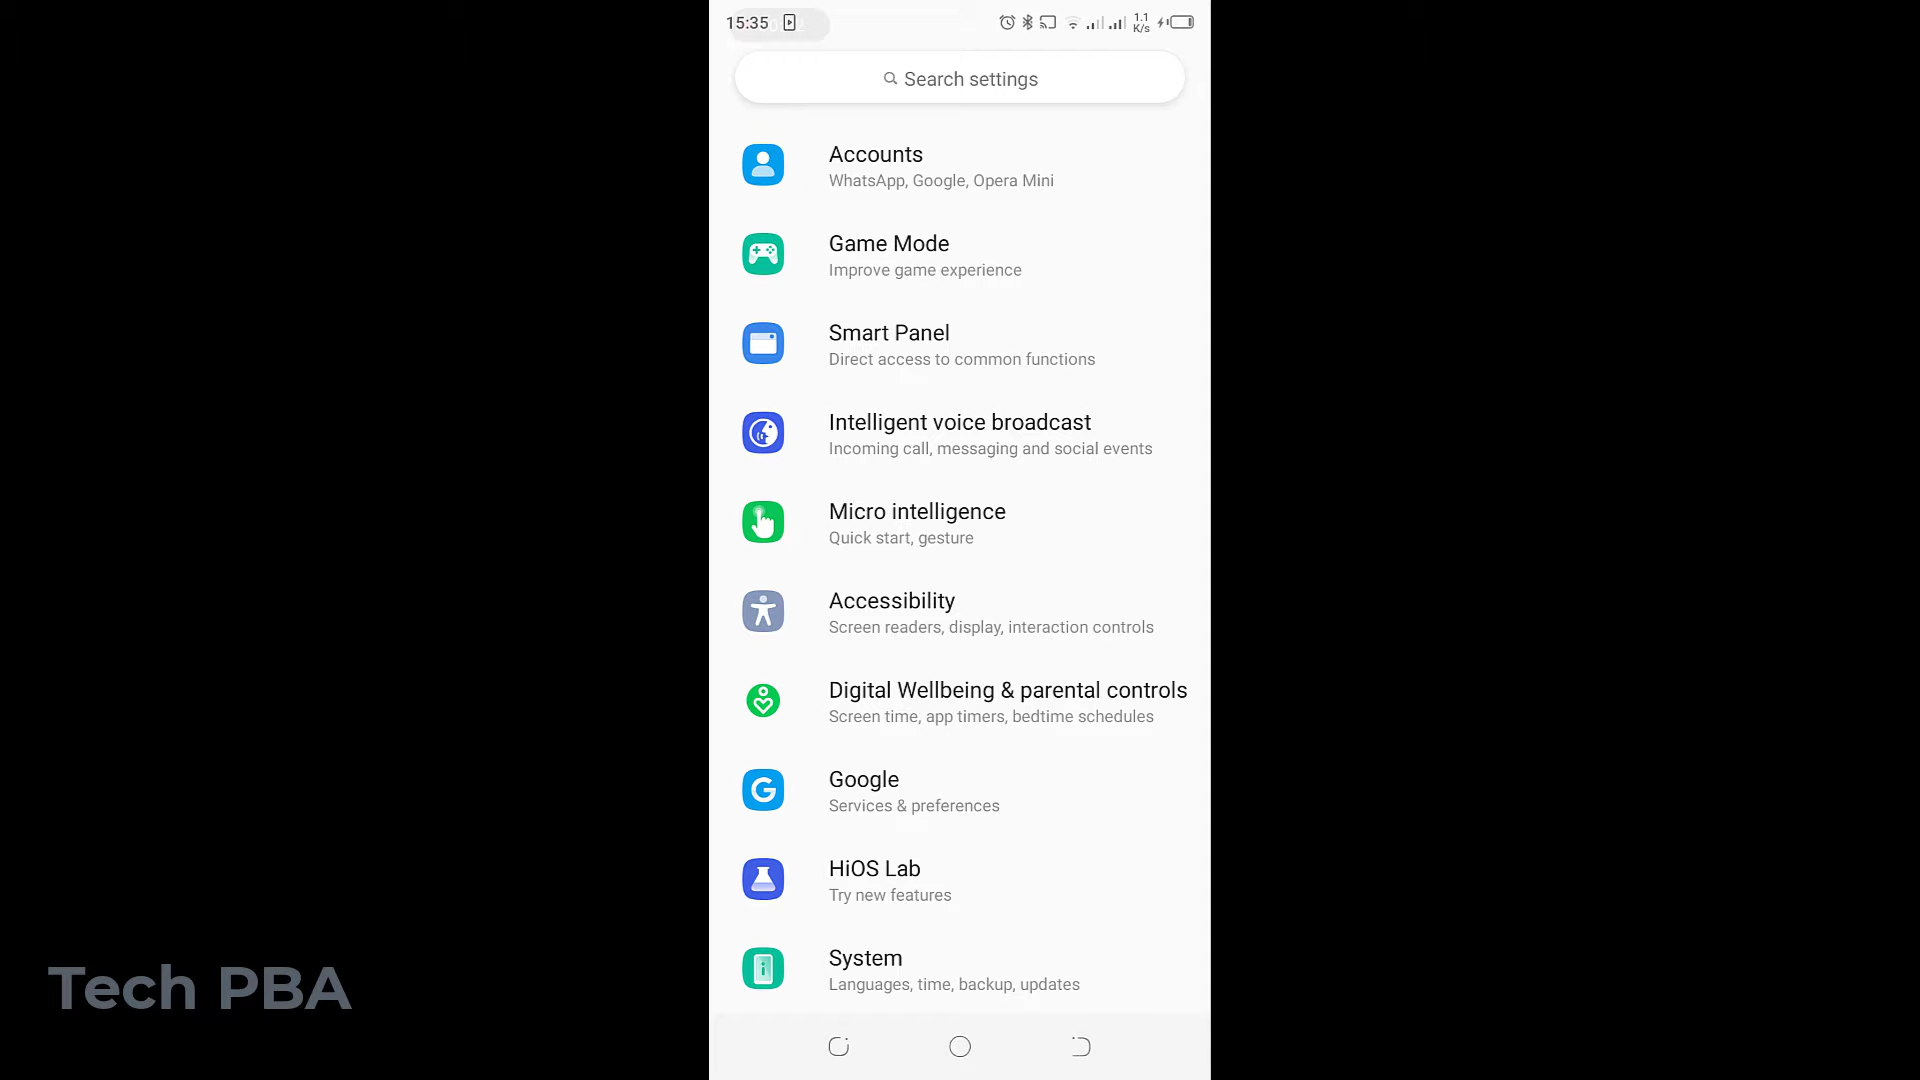 15:35
1.1
K/s
Search settings
Accounts
WhatsApp, Google, Opera Mini
Game Mode
Improve game experience
Smart Panel
Direct access to common functions
Intelligent voice broadcast
Incoming call, messaging and social events
Micro intelligence
Quick start, gesture
Accessibility
Screen readers, display, interaction controls
Digital Wellbeing & parental controls
Screen time, app timers, bedtime schedules
Google
Services & preferences
HiOS Lab
Try new features
System
Languages, time, backup, updates
Tech PBA